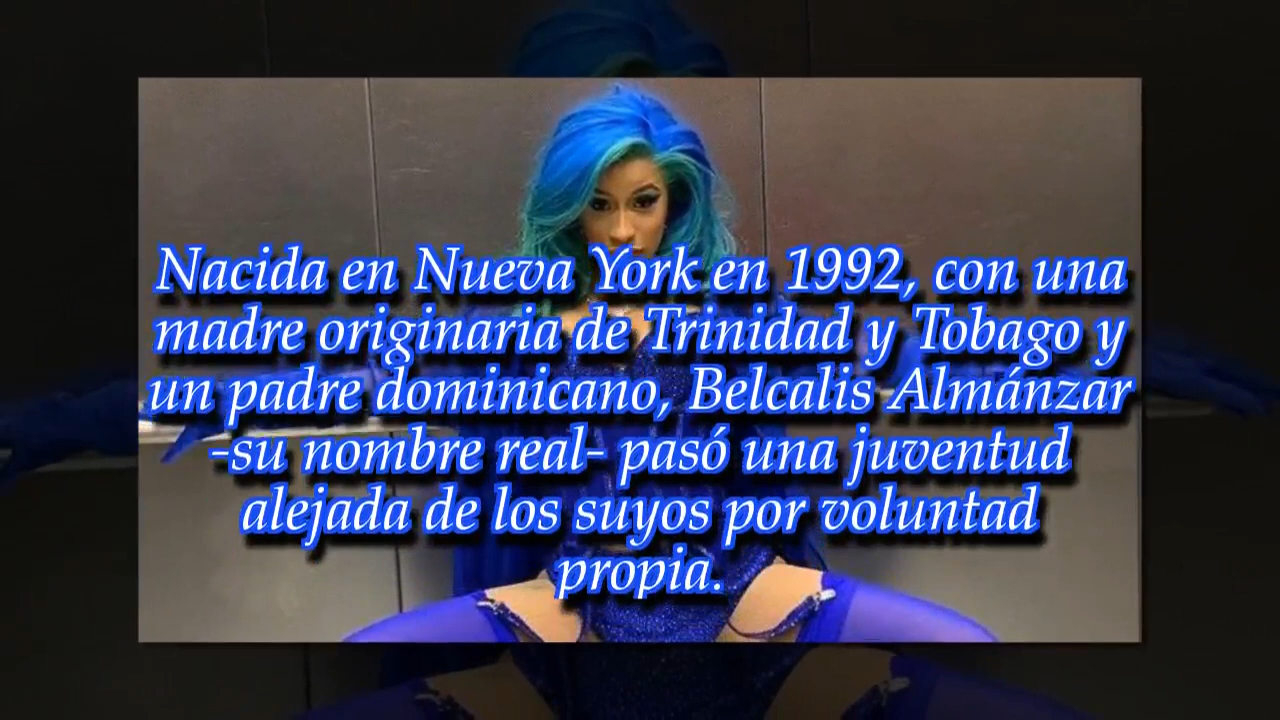 Nacida en Nueva York en 1992, con una
madre originaria de Trinidad y Tobago y
un padre dominicano, Belcalis Almánzar
-su nombre real- pasó una juventud
alejada de los suyos por voluntad
propia.